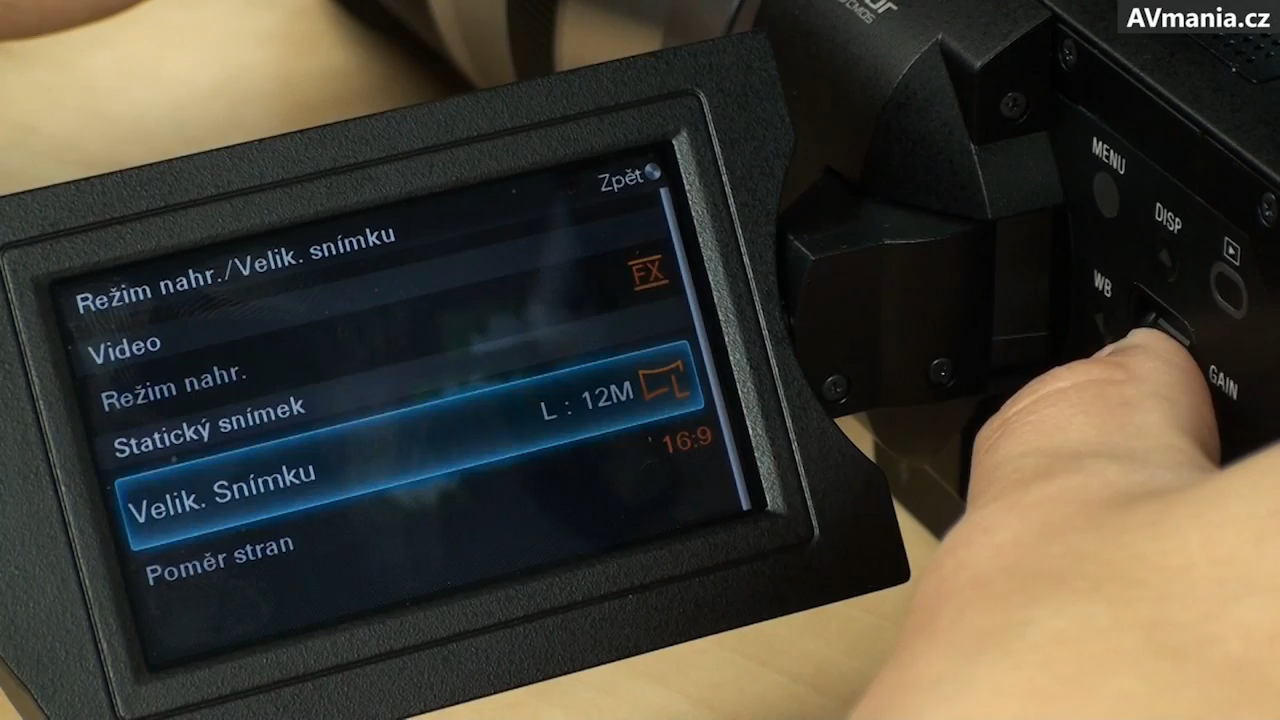 AVmania.cz
Zpět
Režim nahr./Velik. snímku
FX
Video
Režim nahr.
Statický snímek
L : 12M L
Velik. Snímku
16:9
Poměr stran
MENU
DISP
WB
GAIN